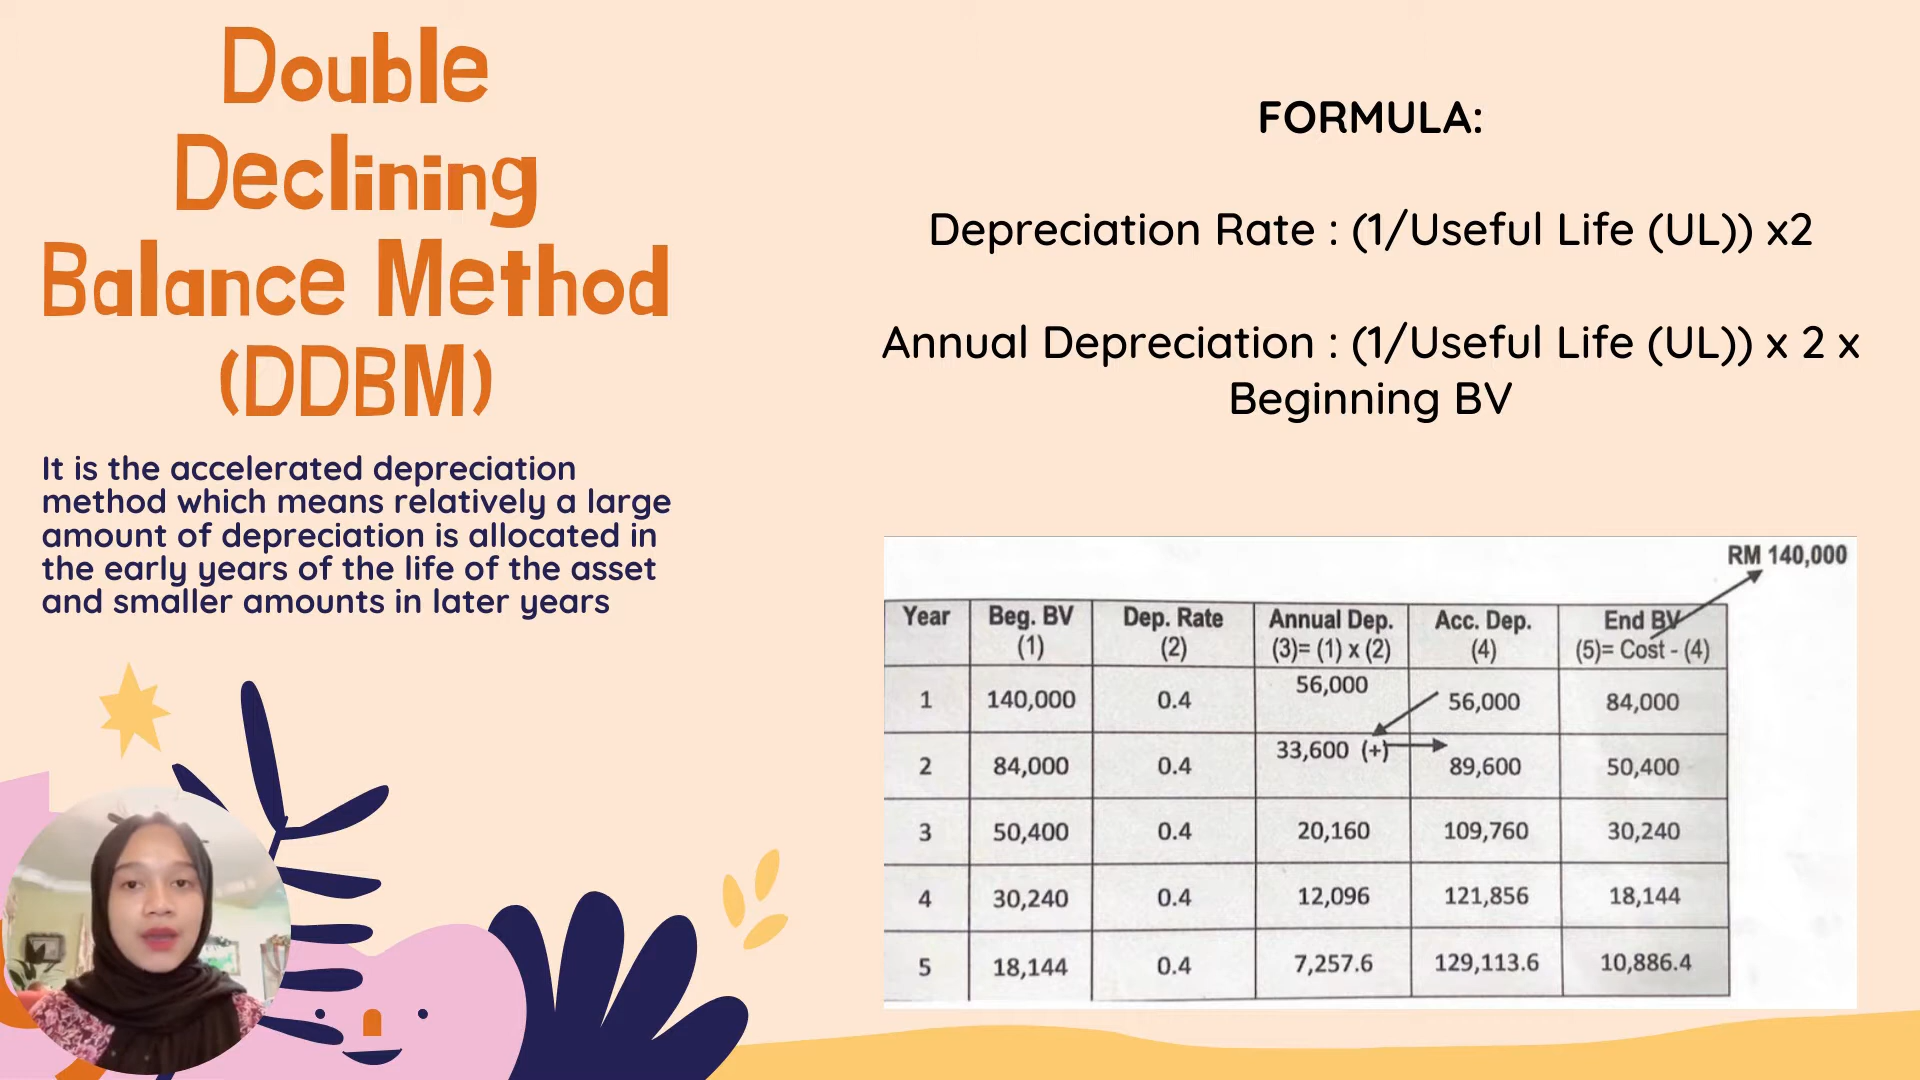 Double
Declining
Balance Method
(DDBM)
It is the accelerated depreciation
method which means relatively a large
amount of depreciation is allocated in
the early years of the life of the asset
and smaller amounts in later years
FORMULA:
Depreciation Rate : (1/Useful Life (UL)) x2
Annual Depreciation : (1/Useful Life (UL)) x 2 x
Beginning BV
RM 140,000
Year Beg. BV Dep. Rate Annual Dep. Acc. Dep. End BV
(1) (2) (3)= (1) x (2) (4) (5)= Cost - (4)
1 140,000 0.4 56,000 56,000 84,000
2 84,000 0.4 33,600 (+) 89,600 50,400
3 50,400 0.4 20,160 109,760 30,240
4 30,240 0.4 12,096 121,856 18,144
5 18,144 0.4 7,257.6 129,113.6 10,886.4